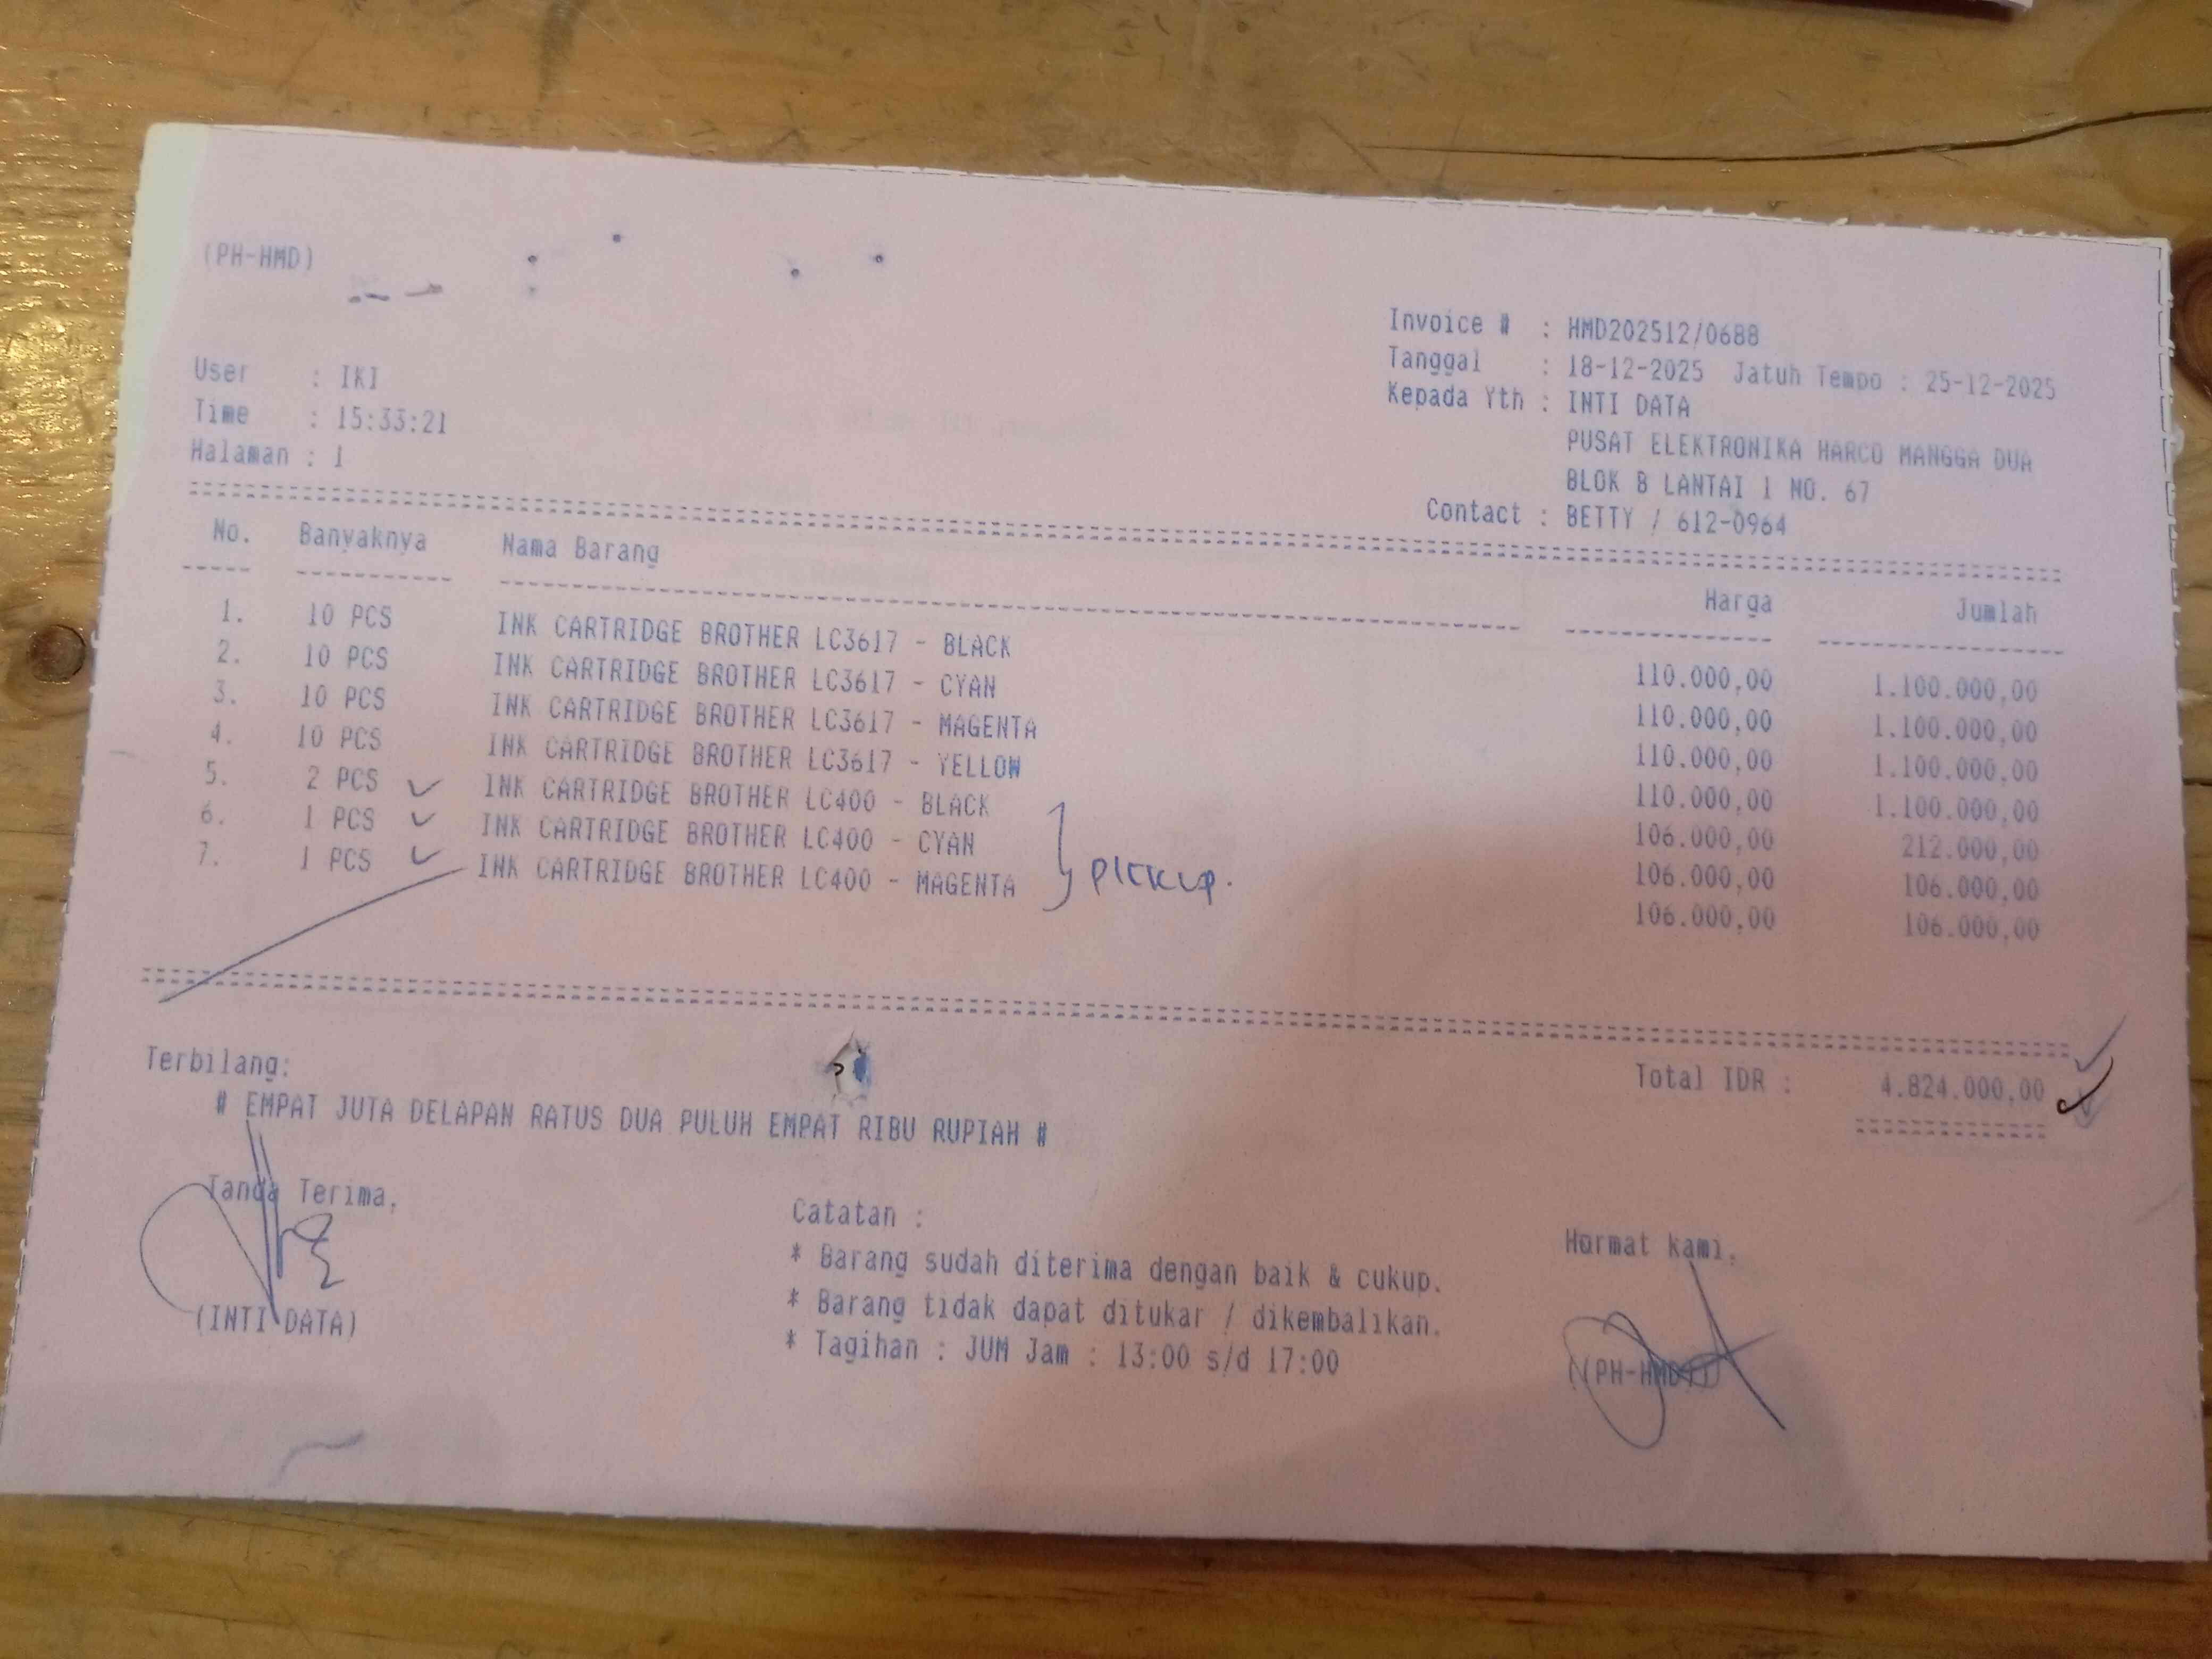 (PH-HMD)
Invoice # : HMD202512/0688
Tanggal : 18-12-2025 Jatuh Tempo : 25-12-2025
Kepada Yth : INTI DATA
PUSAT ELEKTRONIKA HARCO MANGGA DUA
BLOK B LANTAI 1 NO. 67
Contact : BETTY / 612-0964
User : IKI
Time : 15:33:21
Halaman : 1
No. Banyaknya Nama Barang Harga Jumlah
1. 10 PCS INK CARTRIDGE BROTHER LC3617 - BLACK 110.000,00 1.100.000,00
2. 10 PCS INK CARTRIDGE BROTHER LC3617 - CYAN 110.000,00 1.100.000,00
3. 10 PCS INK CARTRIDGE BROTHER LC3617 - MAGENTA 110.000,00 1.100.000,00
4. 10 PCS INK CARTRIDGE BROTHER LC3617 - YELLOW 110.000,00 1.100.000,00
5. 2 PCS INK CARTRIDGE BROTHER LC400 - BLACK 106.000,00 212.000,00
6. 1 PCS INK CARTRIDGE BROTHER LC400 - CYAN 106.000,00 106.000,00
7. 1 PCS INK CARTRIDGE BROTHER LC400 - MAGENTA 106.000,00 106.000,00
pickup.
Total IDR : 4.824.000,00
Terbilang:
# EMPAT JUTA DELAPAN RATUS DUA PULUH EMPAT RIBU RUPIAH #
Tanda Terima,
(INTI DATA)
Catatan :
* Barang sudah diterima dengan baik & cukup.
* Barang tidak dapat ditukar / dikembalikan.
* Tagihan : JUM Jam : 13:00 s/d 17:00
Hormat kami,
((PH-HMD))